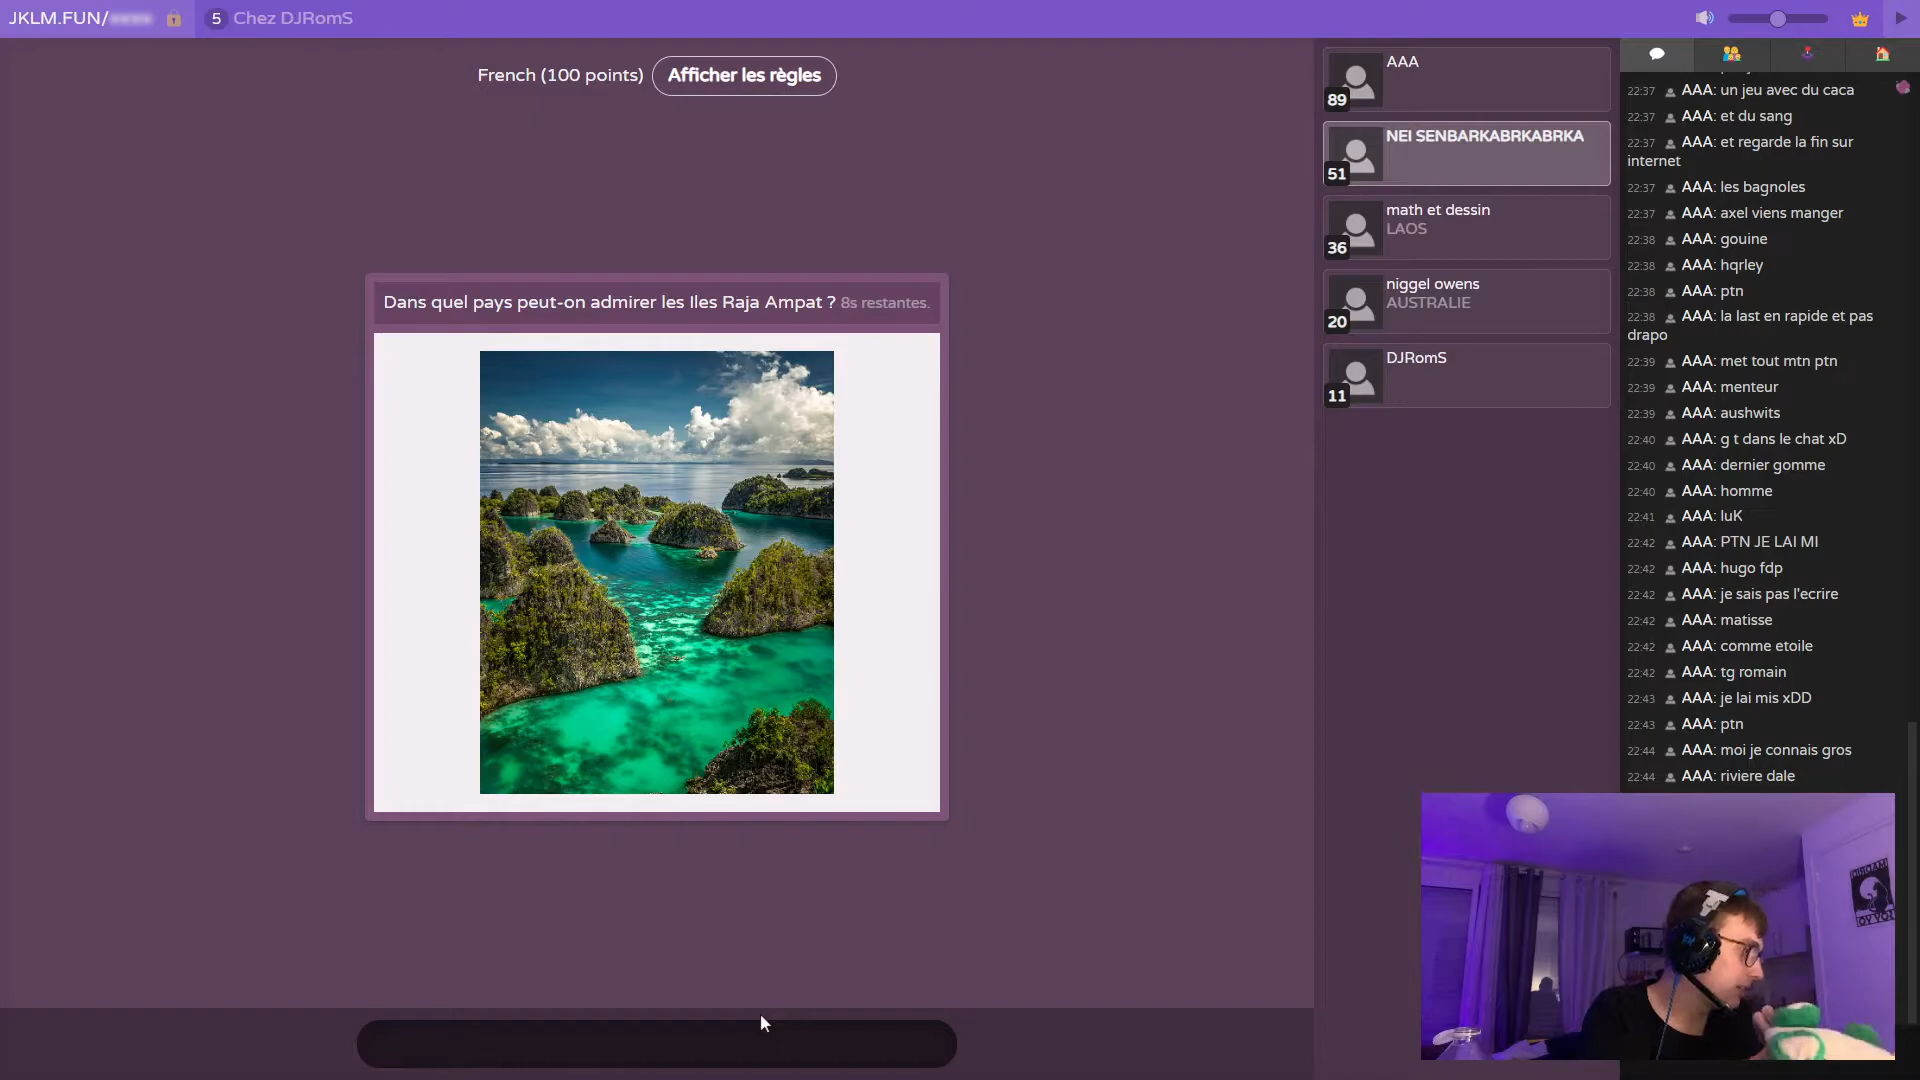 JKLM.FUN/
5 Chez DJRomS
French (100 points) Afficher les règles
Dans quel pays peut-on admirer les Iles Raja Ampat ? 8s restantes.
AAA
89
NEI SENBARKABRKABRKA
51
math et dessin
LAOS
36
niggel owens
AUSTRALIE
20
DJRomS
11
22:37 AAA: un jeu avec du caca
22:37 AAA: et du sang
22:37 AAA: et regarde la fin sur
internet
22:37 AAA: les bagnoles
22:37 AAA: axel viens manger
22:38 AAA: gouine
22:38 AAA: hqrley
22:38 AAA: ptn
22:38 AAA: la last en rapide et pas
drapo
22:39 AAA: met tout mtn ptn
22:39 AAA: menteur
22:39 AAA: aushwits
22:40 AAA: g t dans le chat xD
22:40 AAA: dernier gomme
22:40 AAA: homme
22:41 AAA: luK
22:42 AAA: PTN JE LAI MI
22:42 AAA: hugo fdp
22:42 AAA: je sais pas l'ecrire
22:42 AAA: matisse
22:42 AAA: comme etoile
22:42 AAA: tg romain
22:43 AAA: je lai mis xDD
22:43 AAA: ptn
22:44 AAA: moi je connais gros
22:44 AAA: riviere dale